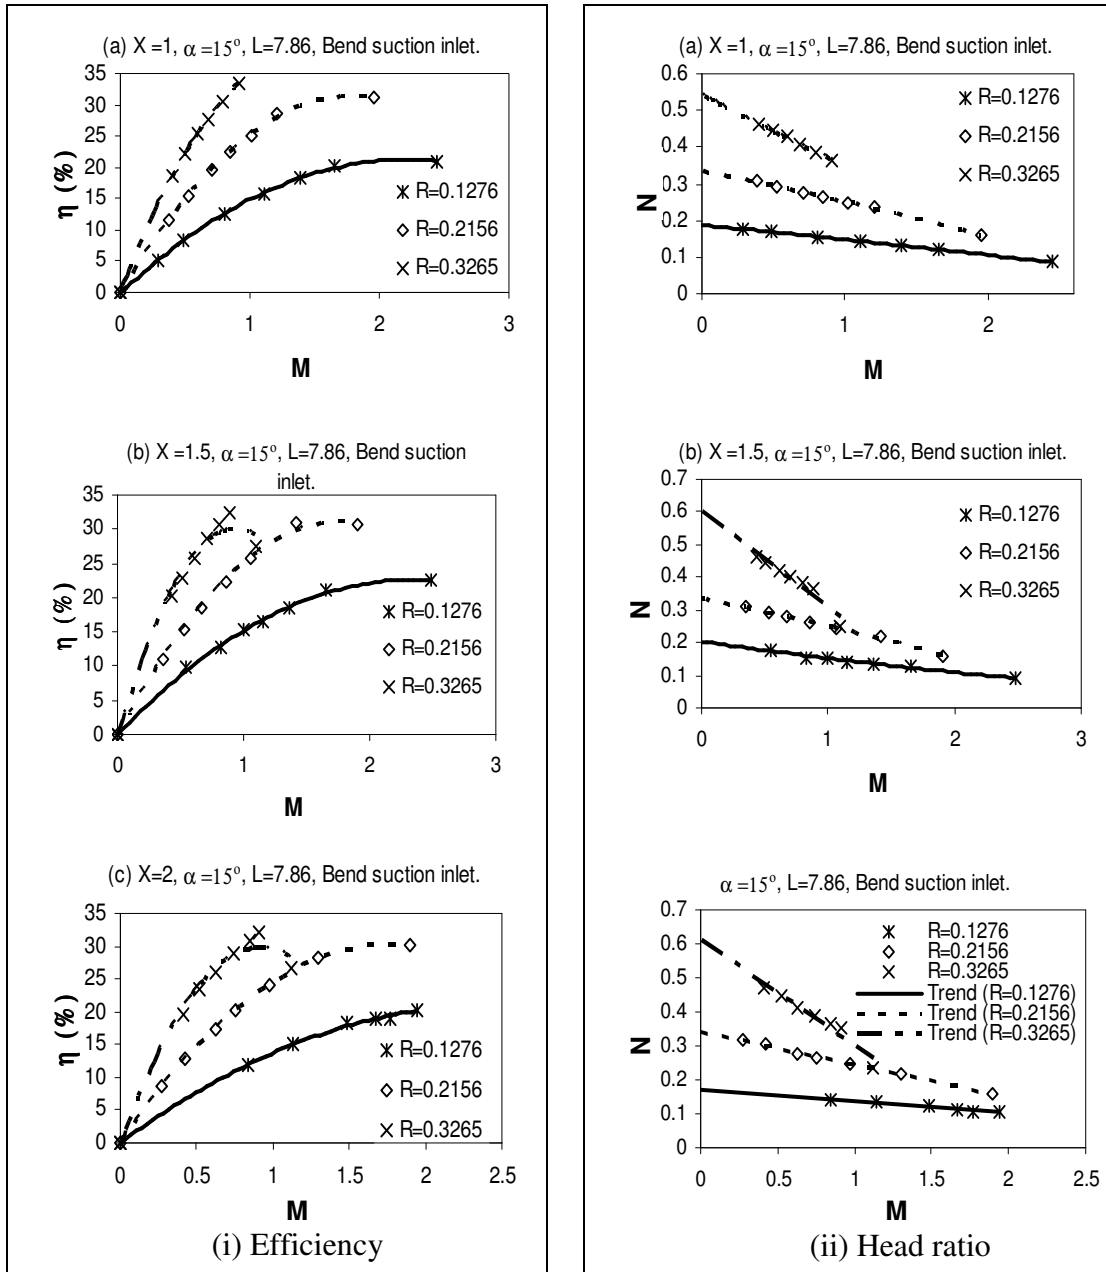 (a) X =1, α =15°, L=7.86, Bend suction inlet.
35
30
25
20
15
10
5
0
η (%)
R=0.1276
R=0.2156
R=0.3265
0 1 2 3
M
(b) X =1.5, α =15°, L=7.86, Bend suction
inlet.
35
30
25
20
15
10
5
0
η (%)
R=0.1276
R=0.2156
R=0.3265
0 1 2 3
M
(c) X=2, α =15°, L=7.86, Bend suction inlet.
35
30
25
20
15
10
5
0
η (%)
R=0.1276
R=0.2156
R=0.3265
0 0.5 1 1.5 2 2.5
M
(i) Efficiency
(a) X=1, α =15°, L=7.86, Bend suction inlet.
0.6
0.5
0.4
0.3
0.2
0.1
0
N
R=0.1276
R=0.2156
R=0.3265
0 1 2
M
(b) X =1.5, α =15°, L=7.86, Bend suction inlet.
0.7
0.6
0.5
0.4
0.3
0.2
0.1
0
N
R=0.1276
R=0.2156
R=0.3265
0 1 2 3
M
α =15°, L=7.86, Bend suction inlet.
0.7
0.6
0.5
0.4
0.3
0.2
0.1
0
N
R=0.1276
R=0.2156
R=0.3265
Trend (R=0.1276)
Trend (R=0.2156)
Trend (R=0.3265)
0 0.5 1 1.5 2 2.5
M
(ii) Head ratio